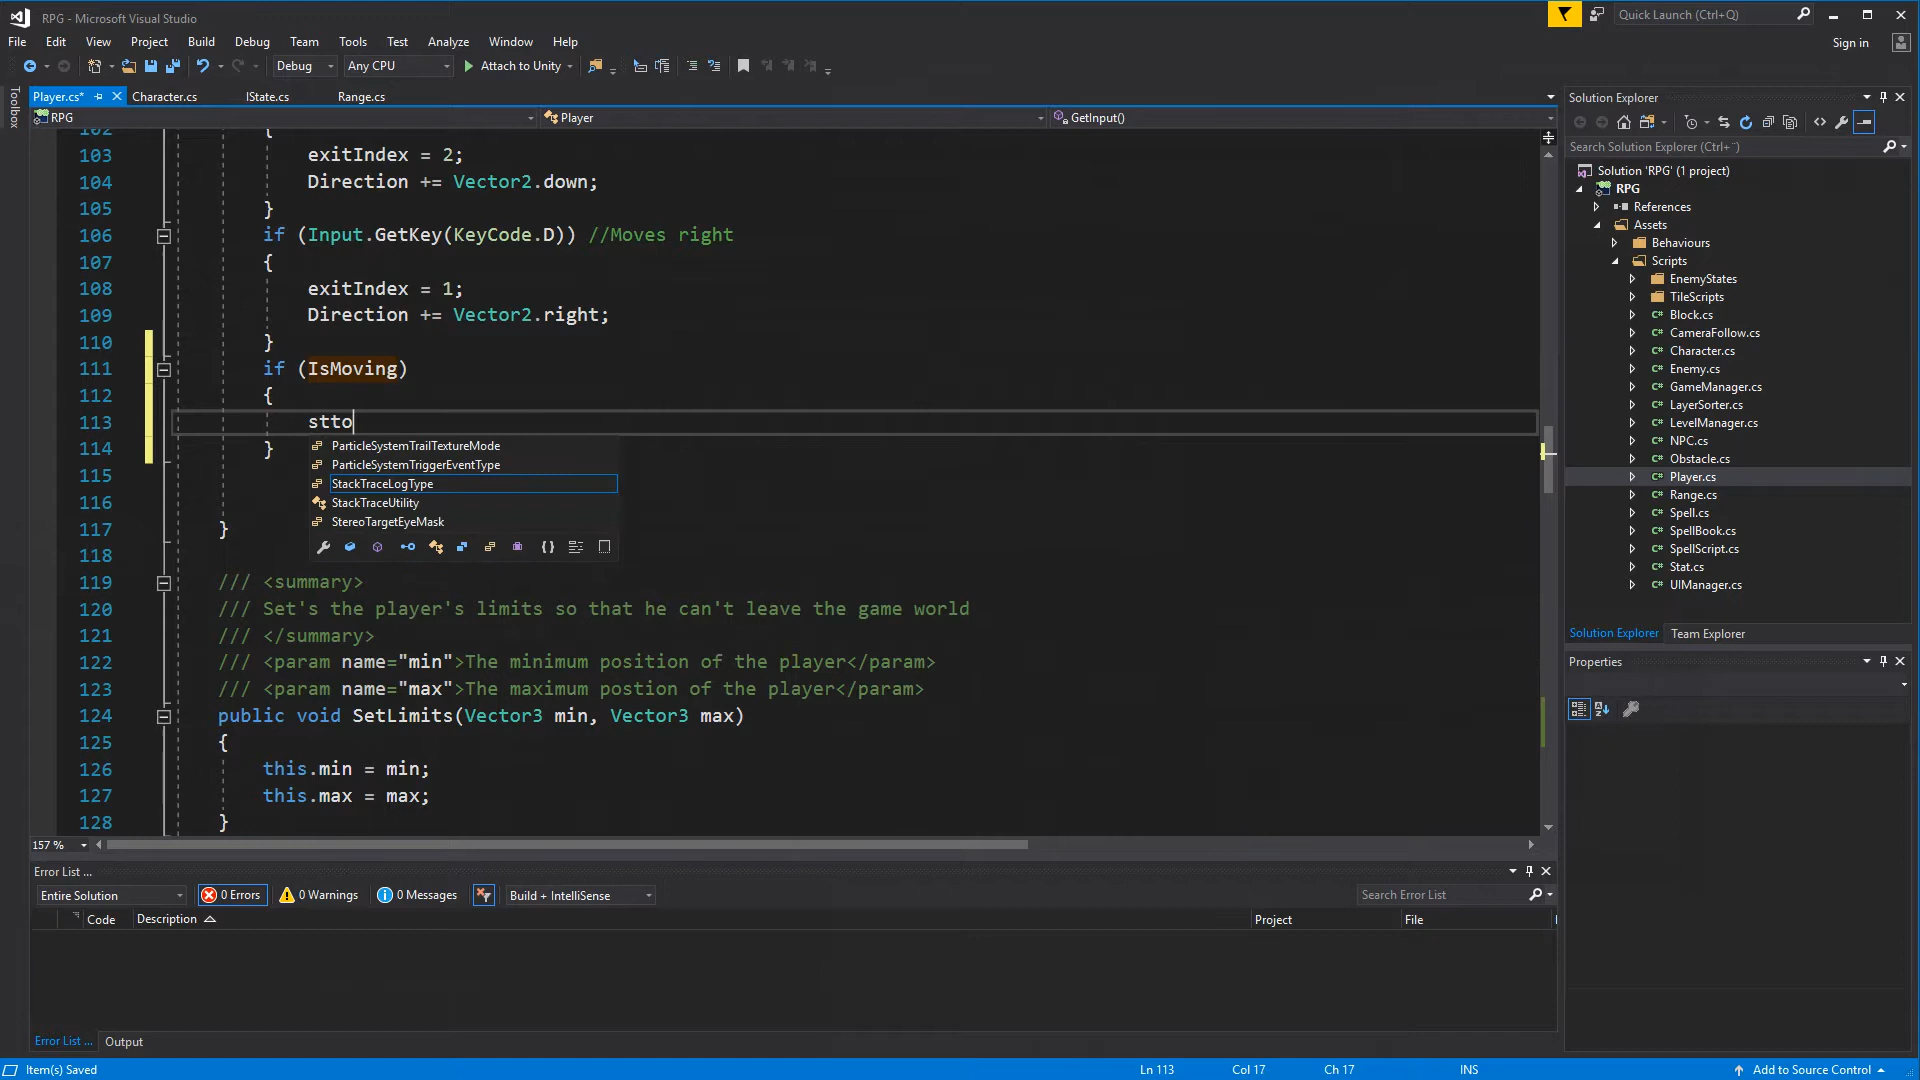 RPG - Microsoft Visual Studio
Quick Launch (Ctrl+Q)
File Edit View Project Build Debug Team Tools Test Analyze Window Help
Sign in
Debug Any CPU Attach to Unity
Toolbox
Player.cs* Character.cs IState.cs Range.cs
RPG Player GetInput()
102 {
103 exitIndex = 2;
104 Direction += Vector2.down;
105 }
106 if (Input.GetKey(KeyCode.D)) //Moves right
107 {
108 exitIndex = 1;
109 Direction += Vector2.right;
110 }
111 if (IsMoving)
112 {
113 stto
114 }
115
116
117 }
118
ParticleSystemTrailTextureMode
ParticleSystemTriggerEventType
StackTraceLogType
StackTraceUtility
StereoTargetEyeMask
119 /// <summary>
120 /// Set's the player's limits so that he can't leave the game world
121 /// </summary>
122 /// <param name="min">The minimum position of the player</param>
123 /// <param name="max">The maximum postion of the player</param>
124 public void SetLimits(Vector3 min, Vector3 max)
125 {
126 this.min = min;
127 this.max = max;
128 }
157 %
Error List ...
Entire Solution 0 Errors 0 Warnings 0 Messages Build + IntelliSense Search Error List
Code Description Project File
Error List ... Output
Solution Explorer
Search Solution Explorer (Ctrl+¨)
Solution 'RPG' (1 project)
RPG
References
Assets
Behaviours
Scripts
EnemyStates
TileScripts
C# Block.cs
C# CameraFollow.cs
C# Character.cs
C# Enemy.cs
C# GameManager.cs
C# LayerSorter.cs
C# LevelManager.cs
C# NPC.cs
C# Obstacle.cs
C# Player.cs
C# Range.cs
C# Spell.cs
C# SpellBook.cs
C# SpellScript.cs
C# Stat.cs
C# UIManager.cs
Solution Explorer Team Explorer
Properties
Item(s) Saved Ln 113 Col 17 Ch 17 INS Add to Source Control